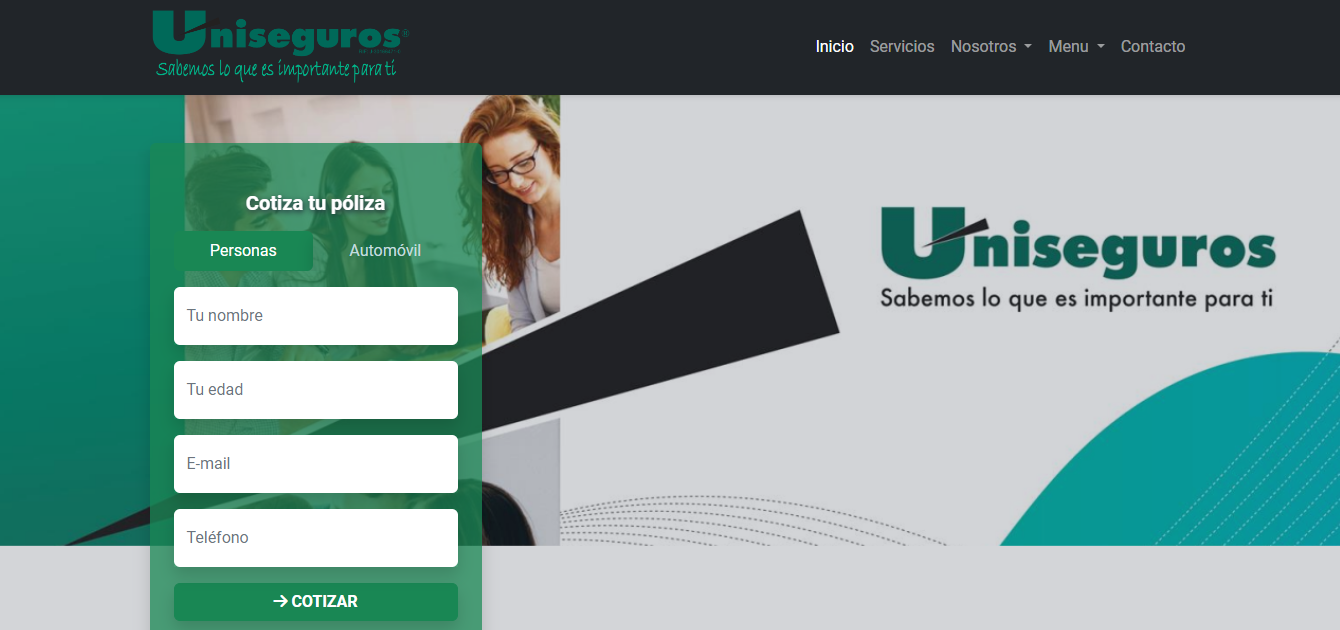 Uniseguros®
Sabemos lo que es importante para ti
Inicio Servicios Nosotros Menu Contacto
Cotiza tu póliza
Personas Automóvil
Tu nombre
Tu edad
E-mail
Teléfono
COTIZAR
Uniseguros
Sabemos lo que es importante para ti